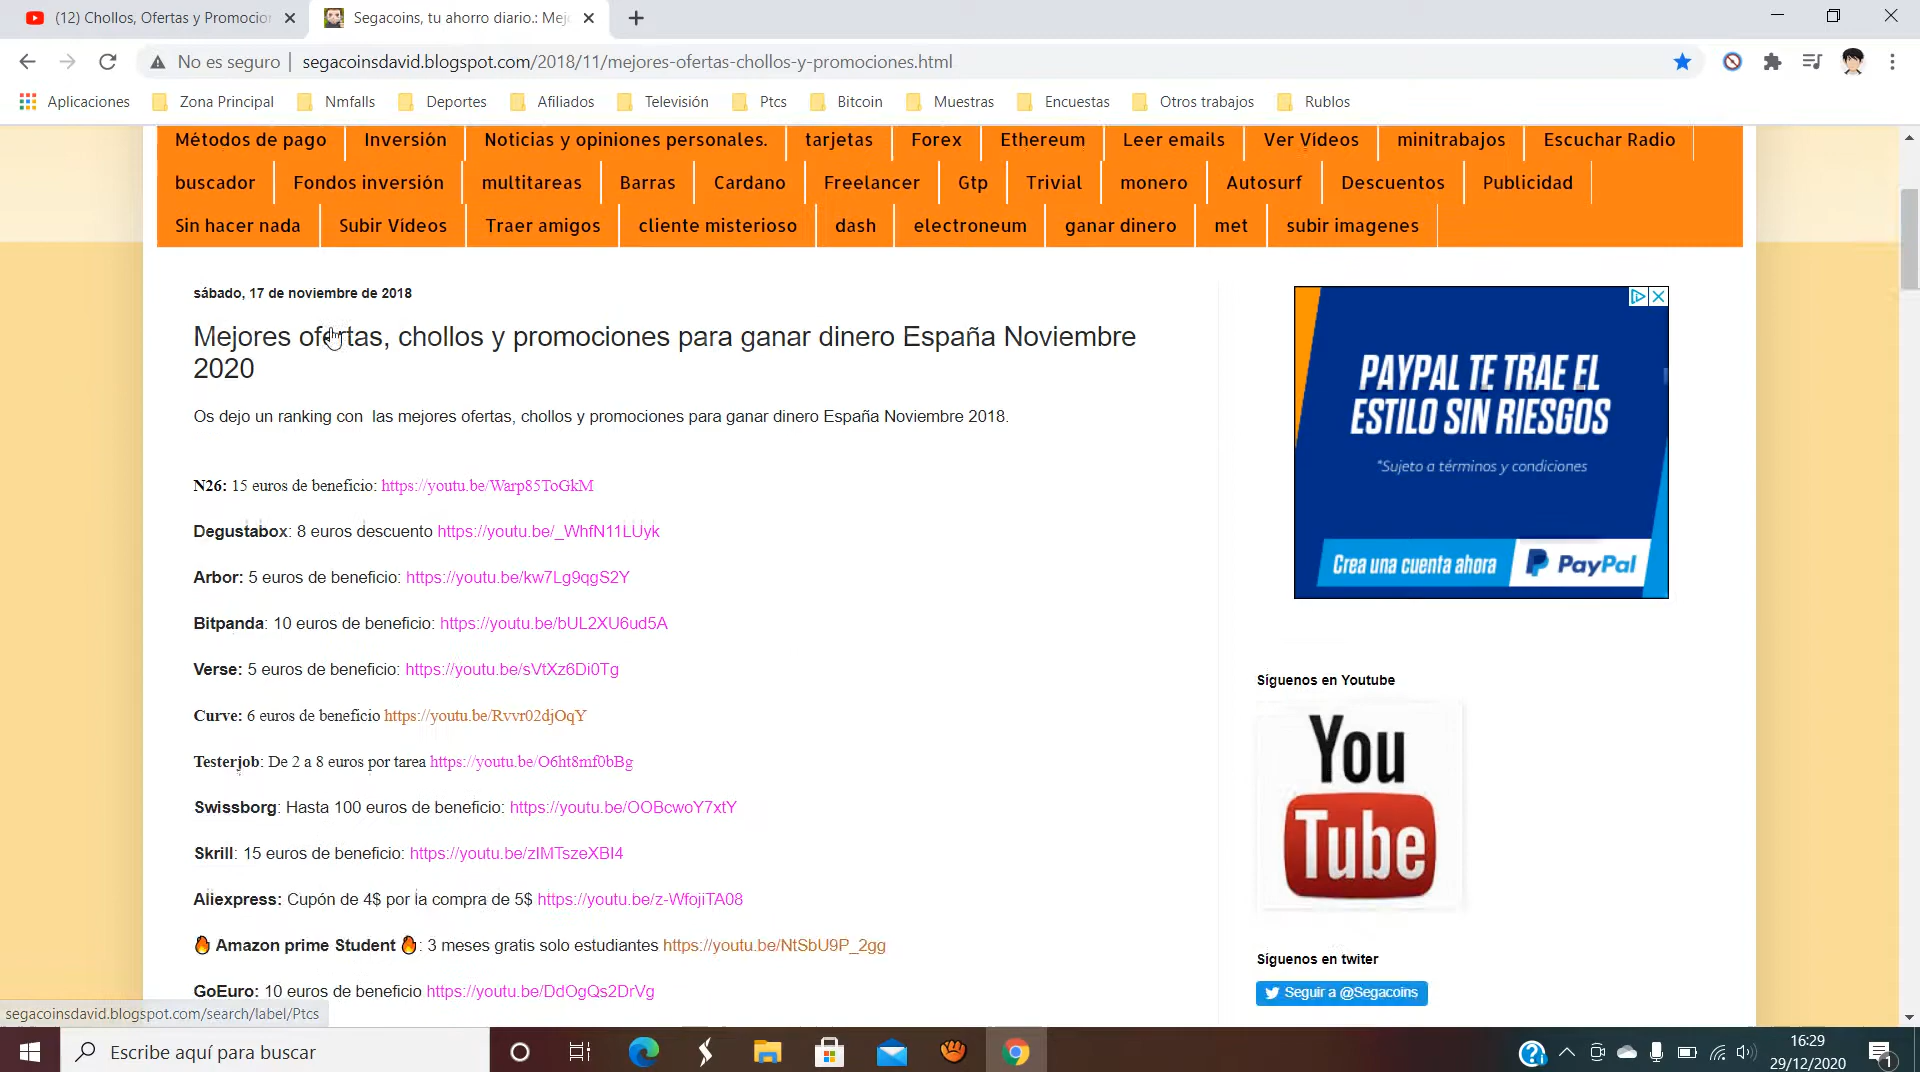 (12) Chollos, Ofertas y Promocion
Segacoins, tu ahorro diario.: Mej
No es seguro
segacoinsdavid.blogspot.com/2018/11/mejores-ofertas-chollos-y-promociones.html
Aplicaciones
Zona Principal
Nmfalls
Deportes
Afiliados
Televisión
Ptcs
Bitcoin
Muestras
Encuestas
Otros trabajos
Rublos
Métodos de pago
Inversión
Noticias y opiniones personales.
tarjetas
Forex
Ethereum
Leer emails
Ver Vídeos
minitrabajos
Escuchar Radio
buscador
Fondos inversión
multitareas
Barras
Cardano
Freelancer
Gtp
Trivial
monero
Autosurf
Descuentos
Publicidad
Sin hacer nada
Subir Vídeos
Traer amigos
cliente misterioso
dash
electroneum
ganar dinero
met
subir imagenes
sábado, 17 de noviembre de 2018
Mejores ofertas, chollos y promociones para ganar dinero España Noviembre
2020
Os dejo un ranking con las mejores ofertas, chollos y promociones para ganar dinero España Noviembre 2018.
N26: 15 euros de beneficio: https://youtu.be/Warp85ToGkM
Degustabox: 8 euros descuento https://youtu.be/_WhfN11LUyk
Arbor: 5 euros de beneficio: https://youtu.be/kw7Lg9qgS2Y
Bitpanda: 10 euros de beneficio: https://youtu.be/bUL2XU6ud5A
Verse: 5 euros de beneficio: https://youtu.be/sVtXz6Di0Tg
Curve: 6 euros de beneficio https://youtu.be/Rvvr02djOqY
Testerjob: De 2 a 8 euros por tarea https://youtu.be/O6ht8mf0bBg
Swissborg: Hasta 100 euros de beneficio: https://youtu.be/OOBcwoY7xtY
Skrill: 15 euros de beneficio: https://youtu.be/zIMTszeXBI4
Aliexpress: Cupón de 4$ por la compra de 5$ https://youtu.be/z-WfojiTA08
🔥 Amazon prime Student 🔥: 3 meses gratis solo estudiantes https://youtu.be/NtSbU9P_2gg
GoEuro: 10 euros de beneficio https://youtu.be/DdOgQs2DrVg
PAYPAL TE TRAE EL
ESTILO SIN RIESGOS
*Sujeto a términos y condiciones
Crea una cuenta ahora
PayPal
Síguenos en Youtube
You
Tube
Síguenos en twiter
Seguir a @Segacoins
segacoinsdavid.blogspot.com/search/label/Ptcs
Escribe aquí para buscar
16:29
29/12/2020
1